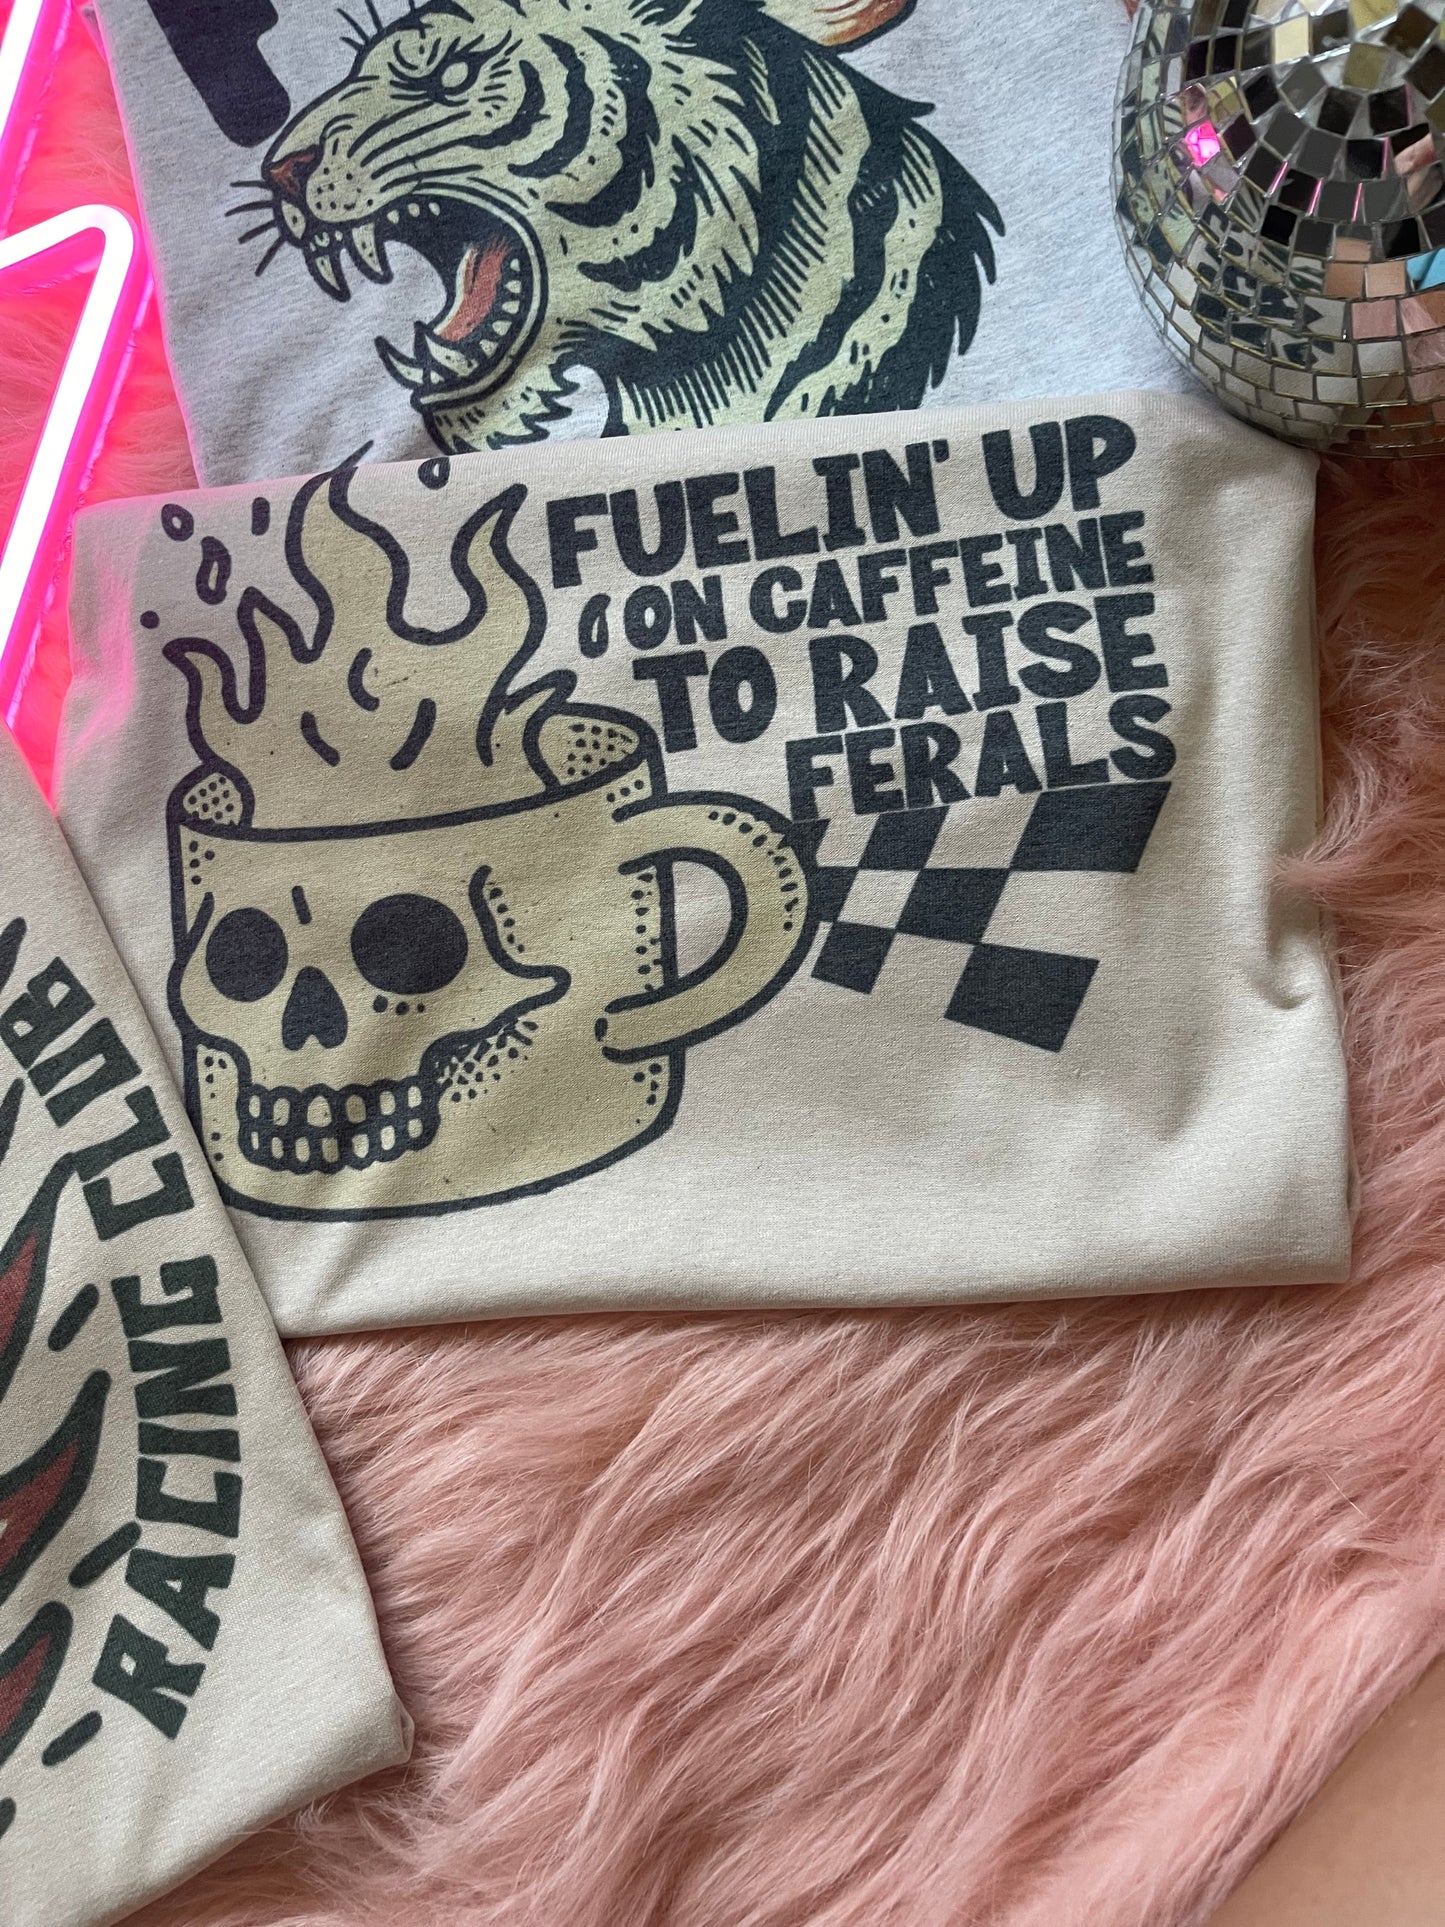 FUELIN' UP
ON CAFFEINE
TO RAISE
FERALS
RACING CLUB